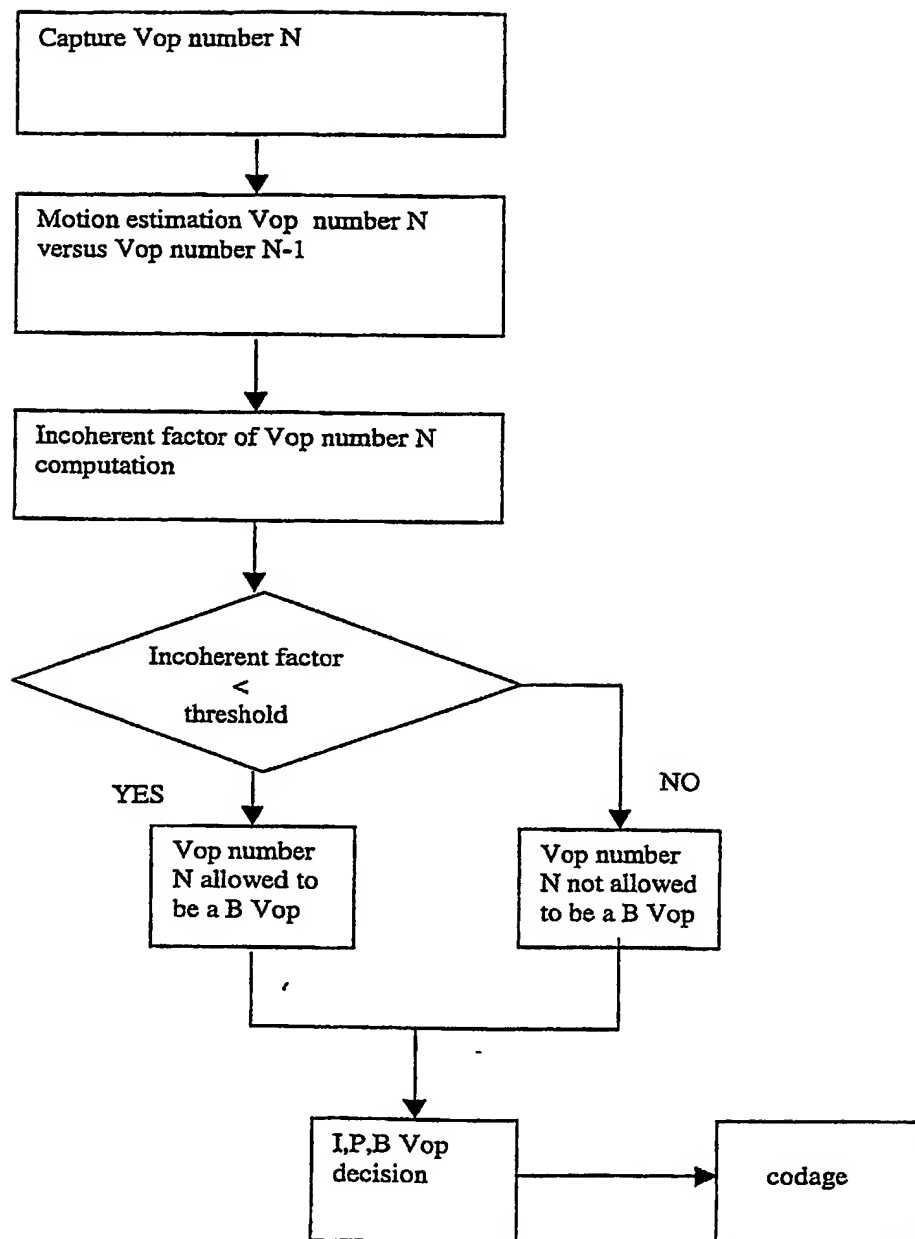 Capture Vop number N
Motion estimation Vop number N
versus Vop number N-1
Incoherent factor of Vop number N
computation
Incoherent factor
<
threshold
YES
NO
Vop number
N allowed to
be a B Vop
Vop number
N not allowed
to be a B Vop
I,P,B Vop
decision
codage